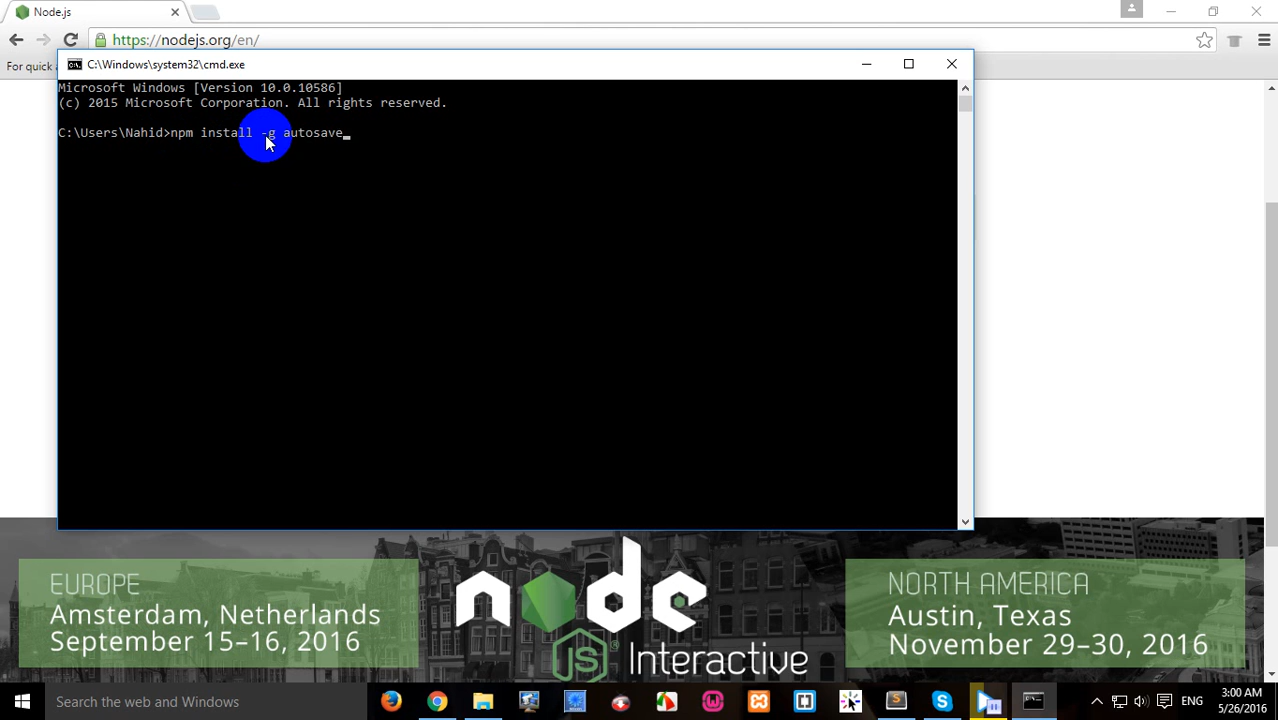 Node.js
https://nodejs.org/en/
For quick
C:\Windows\system32\cmd.exe
Microsoft Windows [Version 10.0.10586]
(c) 2015 Microsoft Corporation. All rights reserved.
C:\Users\Nahid>npm install -g autosave
EUROPE
Amsterdam, Netherlands
September 15–16, 2016
node
JS Interactive
NORTH AMERICA
Austin, Texas
November 29–30, 2016
Search the web and Windows
ENG
3:00 AM
5/26/2016